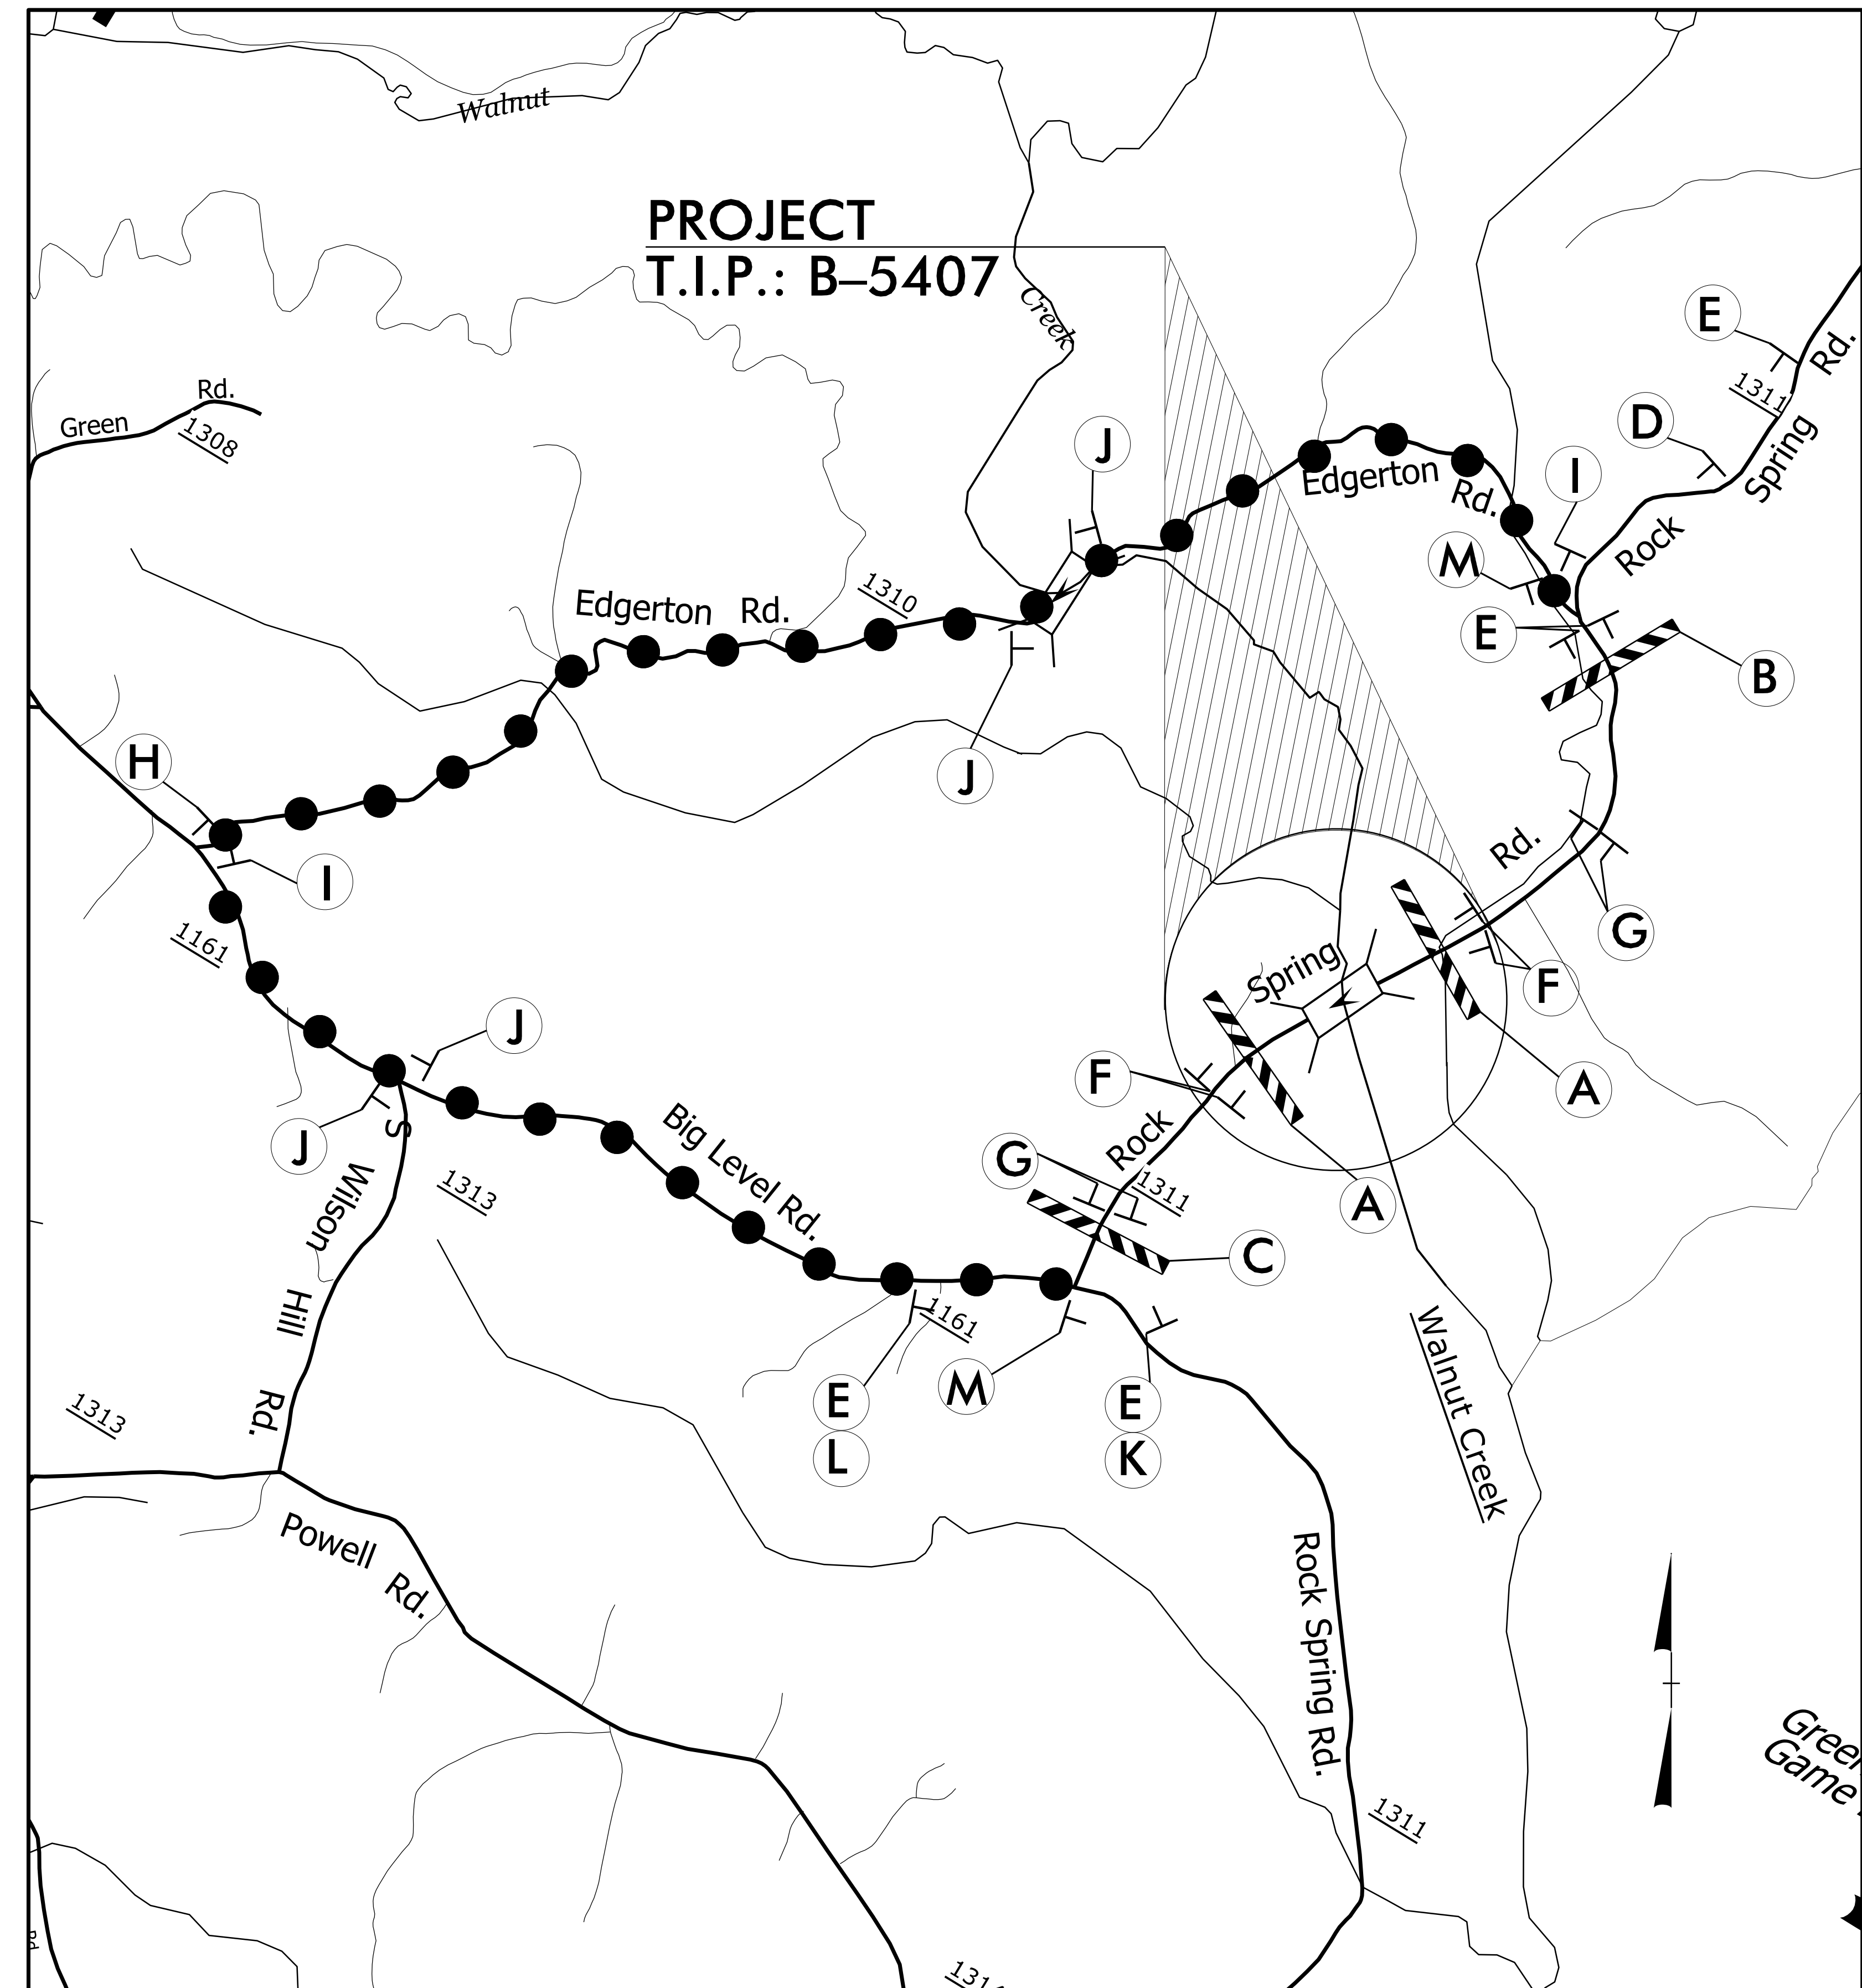 Walnut
PROJECT
T.I.P.: B–5407
Creek
E
Rd.
1311
D
Spring
Rd.
Green
1308
J
I
Edgerton
Rd.
M
Rock
1310
Edgerton Rd.
E
B
H
J
I
Rd.
G
1161
Spring
F
J
F
A
Big Level Rd.
Rock
G
1311
A
J
S
Wilson
Hill
Rd.
1313
C
1161
E
L
M
E
K
Walnut Creek
1313
Powell Rd.
Rock Spring Rd.
1311
Game
Rd